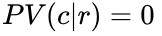 PV(c|r) = 0